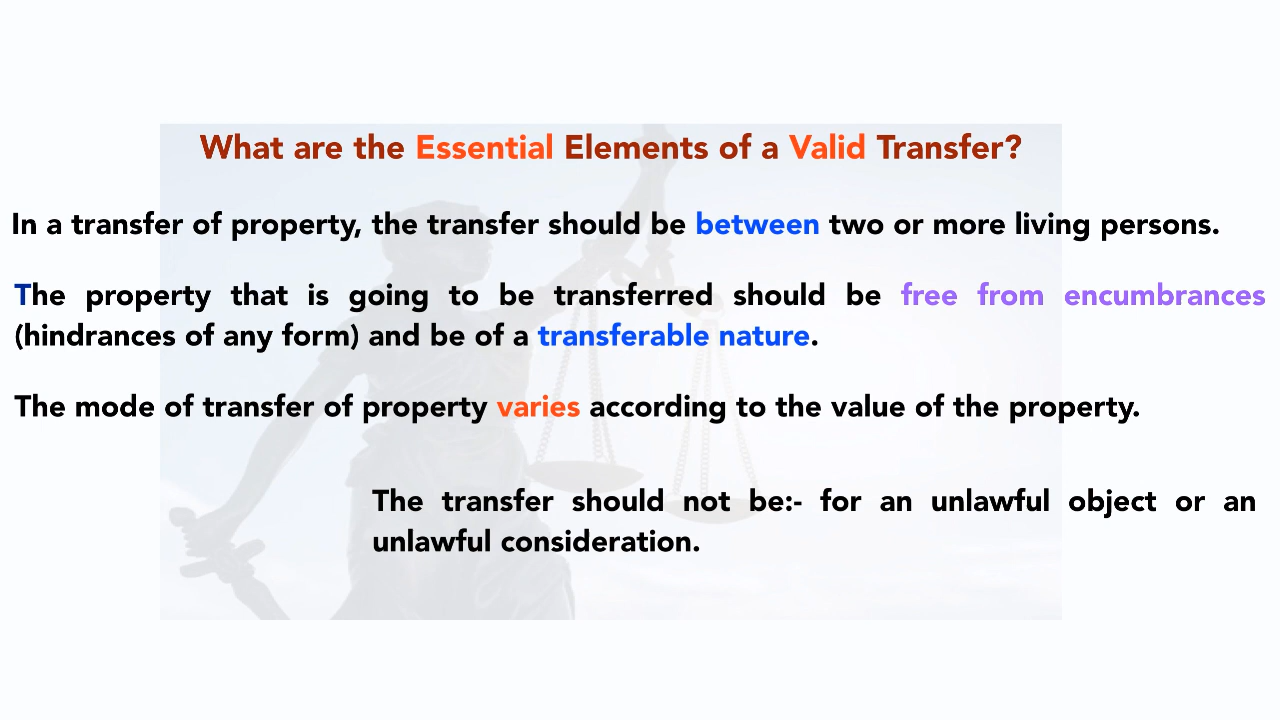 What are the Essential Elements of a Valid Transfer?
In a transfer of property, the transfer should be between two or more living persons.
The property that is going to be transferred should be free from encumbrances
(hindrances of any form) and be of a transferable nature.
The mode of transfer of property varies according to the value of the property.
The transfer should not be:- for an unlawful object or an
unlawful consideration.